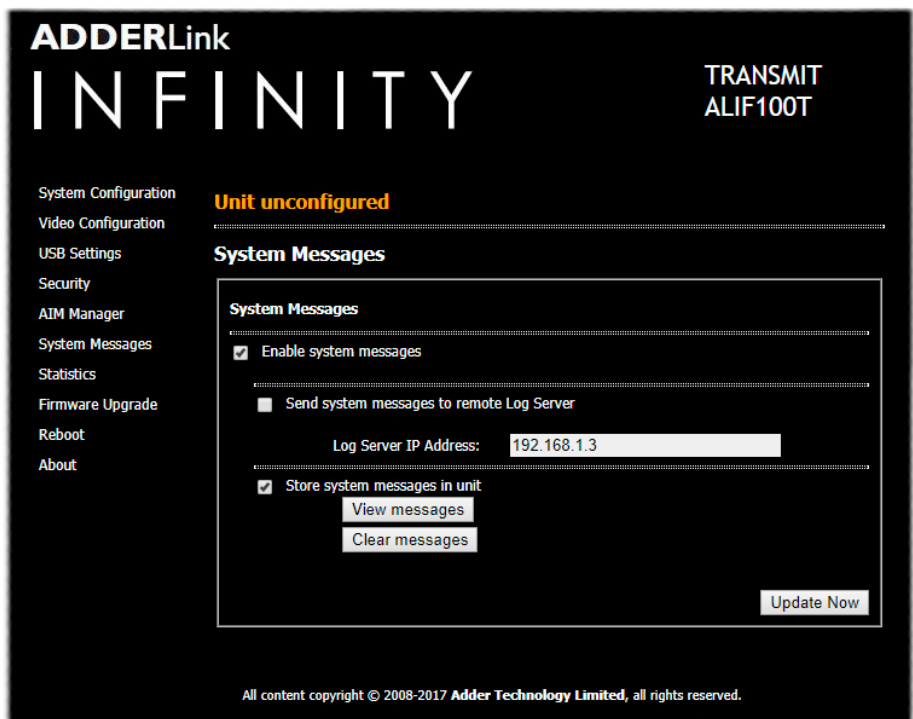 ADDERLink
INFINITY
TRANSMIT
ALIF100T
System Configuration
Video Configuration
USB Settings
Security
AIM Manager
System Messages
Statistics
Firmware Upgrade
Reboot
About
Unit unconfigured
System Messages
System Messages
Enable system messages
Send system messages to remote Log Server
Log Server IP Address: 192.168.1.3
Store system messages in unit
View messages
Clear messages
Update Now
All content copyright © 2008-2017 Adder Technology Limited, all rights reserved.